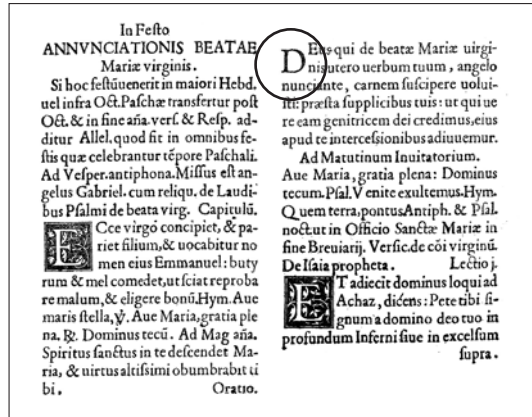 In Feſto
ANNVNCIATIONIS BEATAE
Mariæ virginis.
Si hoc feſtũuenerit in maiori Hebd.
uel infra Oct. Paſchæ transfertur poſt
Oct. & in fine aña. verſ. & Reſp. ad-
ditur Allel. quod fit in omnibus fe-
ſtis quæ celebrantur tẽpore Paſchali.
Ad Veſper. antiphona. Miſſus eſt an-
gelus Gabriel. cum reliqu. de Laudi-
bus Pſalmi de beata virg. Capitulũ.
ECce virgo concipiet, & pa-
riet filium, & uocabitur no
men eius Emmanuel: buty
rum & mel comedet, ut ſciat reproba
re malum, & eligere bonũ. Hym. Aue
maris ſtella, ℣. Aue Maria, gratia ple
na. ℟. Dominus tecũ. Ad Mag aña.
Spiritus ſanctus in te deſcendet Ma-
ria, & uirtus altiſſimi obumbrabit ti
bi. Oratio.
DEus qui de beatæ Mariæ uirgi-
nis utero uerbum tuum, angelo
nunciante, carnem ſuſcipere uolui-
ſti: præſta ſupplicibus tuis: ut qui ue
re eam genitricem dei credimus, eius
apud te interceſſionibus adiuuemur.
Ad Matutinum Inuitatorium.
Aue Maria, gratia plena: Dominus
tecum. Pſal. Venite exultemus. Hym.
Quem terra, pontus Antiph. & Pſal.
noct. ut in Officio Sanctæ Mariæ in
fine Breuiarij. Verſic. de cõi virginũ.
De Iſaia propheta. Lectio j.
ET adiecit dominus loqui ad
Achaz, dicens: Pete tibi ſi-
gnum a domino deo tuo in
profundum Inferni ſiue in excelſum
ſupra.